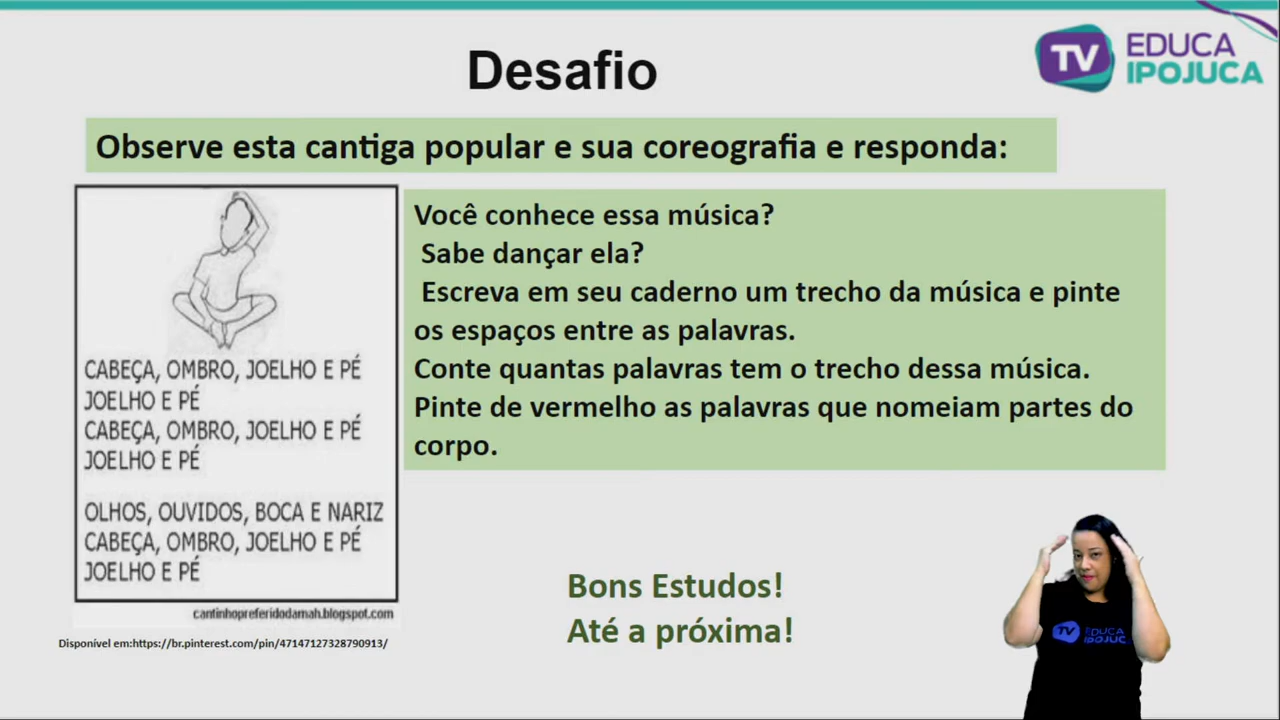 Desafio
TV EDUCA
IPOJUCA
Observe esta cantiga popular e sua coreografia e responda:
Você conhece essa música?
Sabe dançar ela?
Escreva em seu caderno um trecho da música e pinte
os espaços entre as palavras.
Conte quantas palavras tem o trecho dessa música.
Pinte de vermelho as palavras que nomeiam partes do
corpo.
CABEÇA, OMBRO, JOELHO E PÉ
JOELHO E PÉ
CABEÇA, OMBRO, JOELHO E PÉ
JOELHO E PÉ
OLHOS, OUVIDOS, BOCA E NARIZ
CABEÇA, OMBRO, JOELHO E PÉ
JOELHO E PÉ
cantinhopreferidodamah.blogspot.com
Disponível em:https://br.pinterest.com/pin/47147127328790913/
Bons Estudos!
Até a próxima!
TV EDUCA
IPOJUC